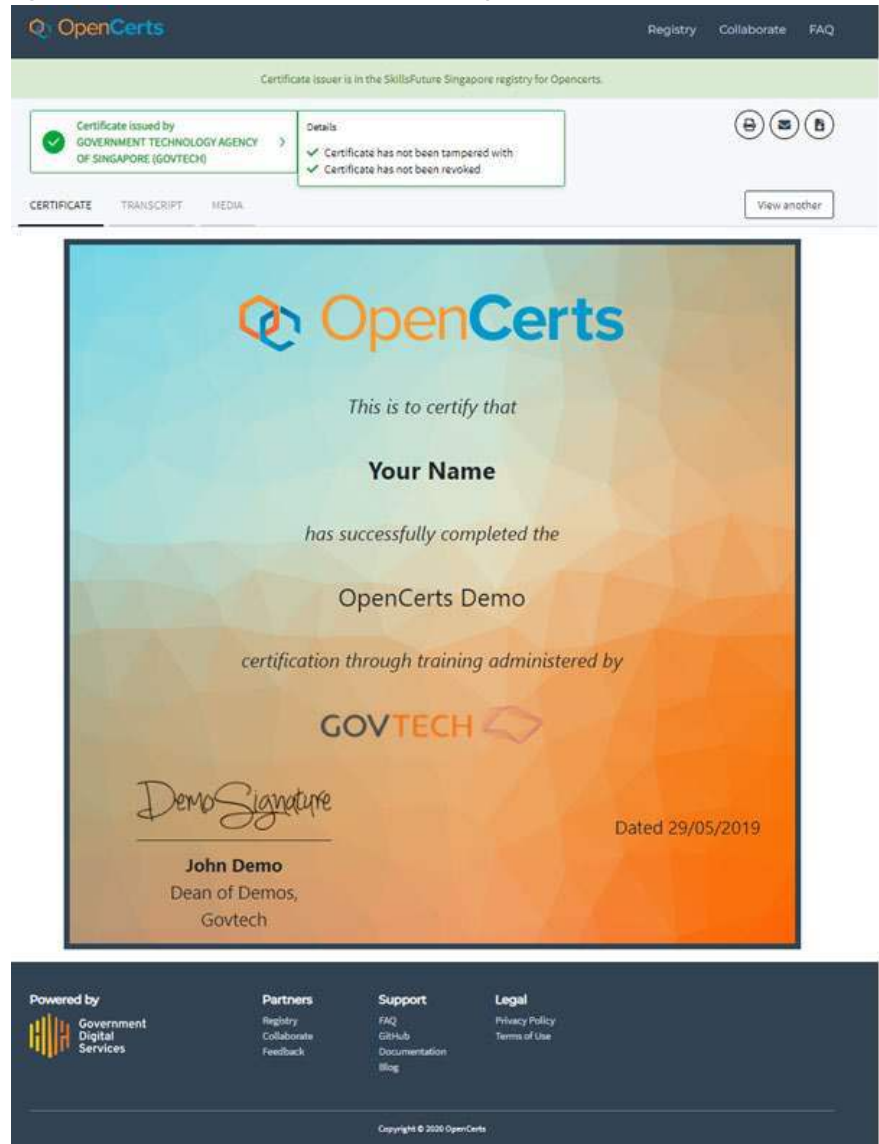 OpenCerts
Registry Collaborate FAQ
Certificate issuer is in the SkillsFuture Singapore registry for Opencerts.
Certificate issued by
GOVERNMENT TECHNOLOGY AGENCY
OF SINGAPORE (GOVTECH)
Details
Certificate has not been tampered with
Certificate has not been revoked
CERTIFICATE TRANSCRIPT MEDIA
View another
OpenCerts
This is to certify that
Your Name
has successfully completed the
OpenCerts Demo
certification through training administered by
GOVTECH
DemoSignature
Dated 29/05/2019
John Demo
Dean of Demos,
Govtech
Powered by
Government
Digital
Services
Partners
Registry
Collaborate
Feedback
Support
FAQ
GitHub
Documentation
Blog
Legal
Privacy Policy
Terms of Use
Copyright © 2020 OpenCerts